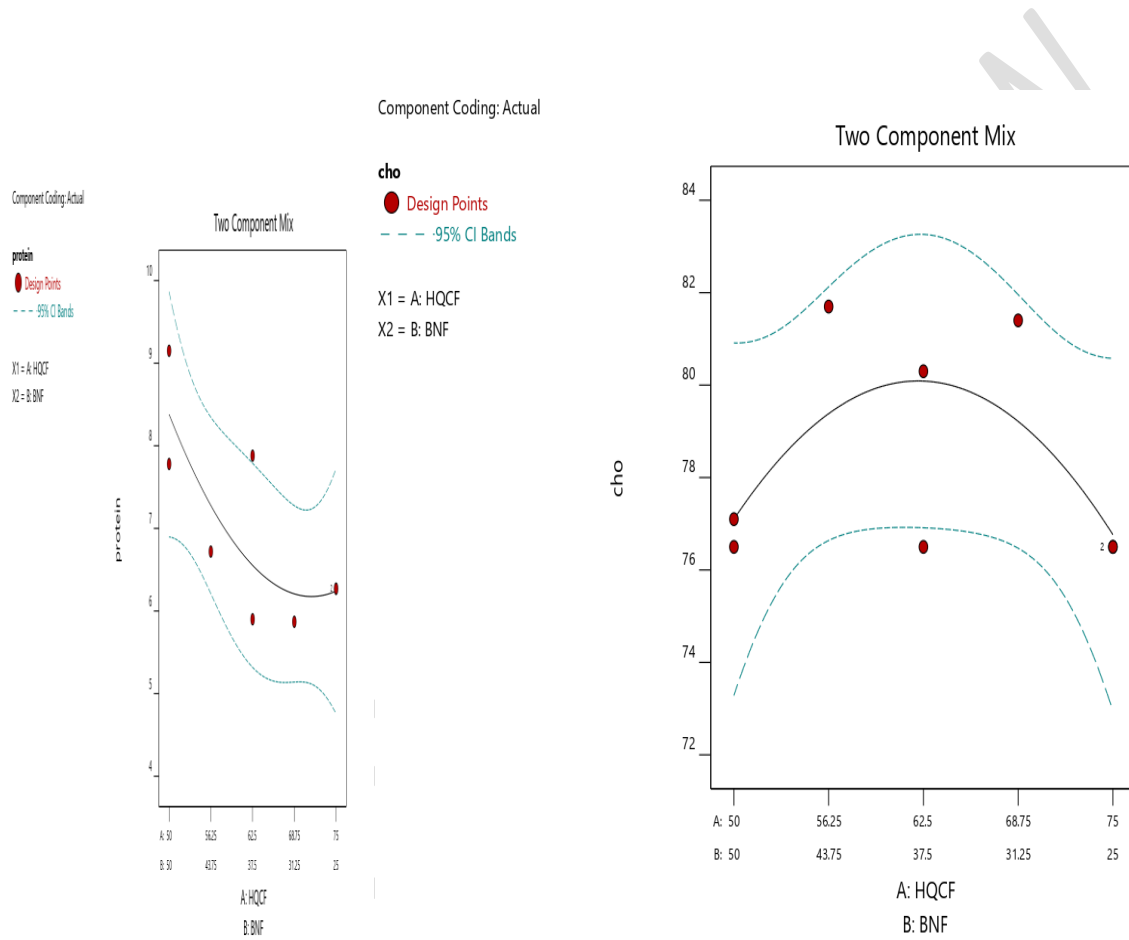 Component Coding: Actual
protein
Design Points
95% CI Bands
X1 = A: HQCF
X2 = B: BNF
Two Component Mix
protein
10
9
8
7
6
5
4
2
A: 50 56.25 62.5 68.75 75
B: 50 43.75 37.5 31.25 25
A: HQCF
B: BNF
Component Coding: Actual
cho
Design Points
95% CI Bands
X1 = A: HQCF
X2 = B: BNF
Two Component Mix
cho
84
82
80
78
76
74
72
2
A: 50 56.25 62.5 68.75 75
B: 50 43.75 37.5 31.25 25
A: HQCF
B: BNF